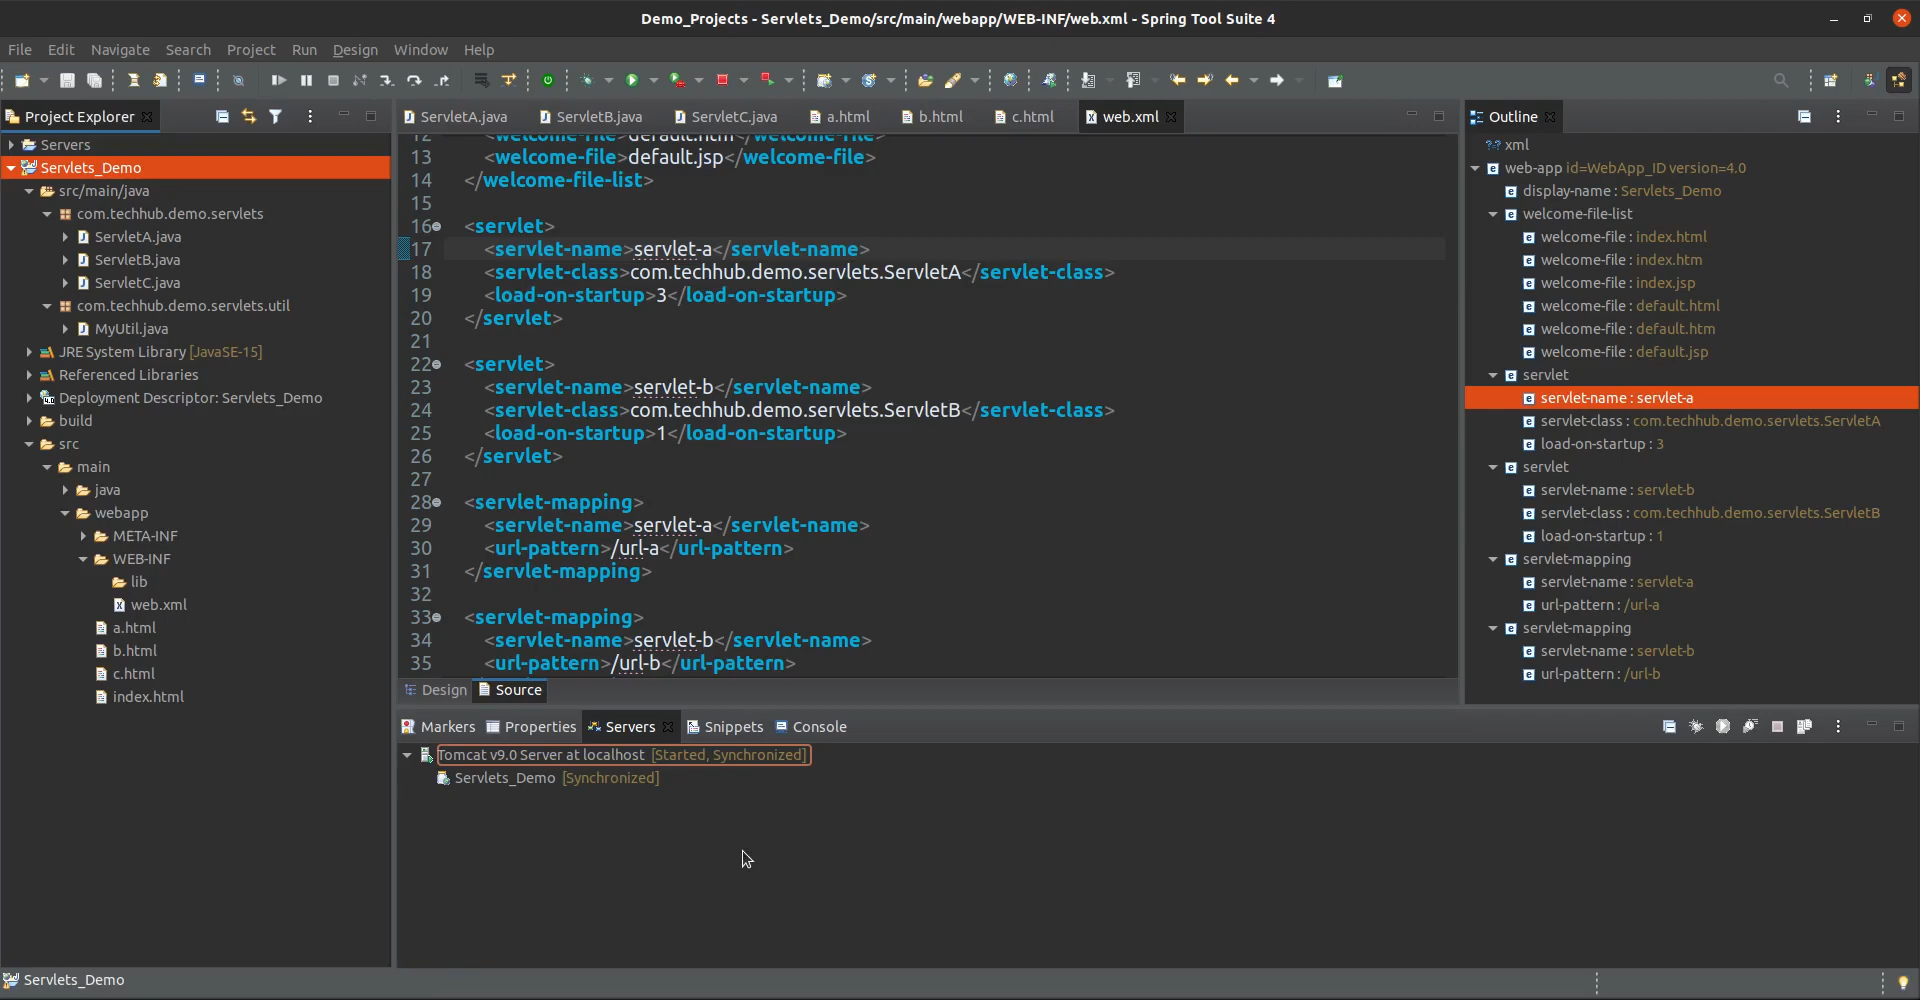 Demo_Projects - Servlets_Demo/src/main/webapp/WEB-INF/web.xml - Spring Tool Suite 4
File Edit Navigate Search Project Run Design Window Help
Project Explorer
Servers
Servlets_Demo
src/main/java
com.techhub.demo.servlets
ServletA.java
ServletB.java
ServletC.java
com.techhub.demo.servlets.util
MyUtil.java
JRE System Library [JavaSE-15]
Referenced Libraries
Deployment Descriptor: Servlets_Demo
build
src
main
java
webapp
META-INF
WEB-INF
lib
web.xml
a.html
b.html
c.html
index.html
ServletA.java ServletB.java ServletC.java a.html b.html c.html web.xml
12 <welcome-file>default.htm</welcome-file>
13 <welcome-file>default.jsp</welcome-file>
14 </welcome-file-list>
15
16 <servlet>
17 <servlet-name>servlet-a</servlet-name>
18 <servlet-class>com.techhub.demo.servlets.ServletA</servlet-class>
19 <load-on-startup>3</load-on-startup>
20 </servlet>
21
22 <servlet>
23 <servlet-name>servlet-b</servlet-name>
24 <servlet-class>com.techhub.demo.servlets.ServletB</servlet-class>
25 <load-on-startup>1</load-on-startup>
26 </servlet>
27
28 <servlet-mapping>
29 <servlet-name>servlet-a</servlet-name>
30 <url-pattern>/url-a</url-pattern>
31 </servlet-mapping>
32
33 <servlet-mapping>
34 <servlet-name>servlet-b</servlet-name>
35 <url-pattern>/url-b</url-pattern>
Design Source
Outline
xml
web-app id=WebApp_ID version=4.0
display-name : Servlets_Demo
welcome-file-list
welcome-file : index.html
welcome-file : index.htm
welcome-file : index.jsp
welcome-file : default.html
welcome-file : default.htm
welcome-file : default.jsp
servlet
servlet-name : servlet-a
servlet-class : com.techhub.demo.servlets.ServletA
load-on-startup : 3
servlet
servlet-name : servlet-b
servlet-class : com.techhub.demo.servlets.ServletB
load-on-startup : 1
servlet-mapping
servlet-name : servlet-a
url-pattern : /url-a
servlet-mapping
servlet-name : servlet-b
url-pattern : /url-b
Markers Properties Servers Snippets Console
Tomcat v9.0 Server at localhost [Started, Synchronized]
Servlets_Demo [Synchronized]
Servlets_Demo